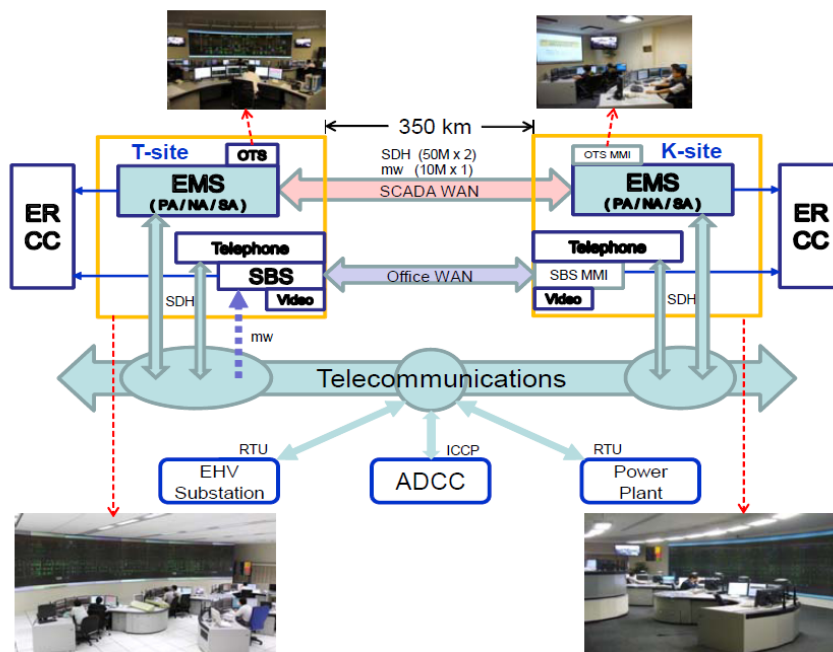 350 km
T-site
OTS
SDH (50M x 2)
mw (10M x 1)
OTS MMI
K-site
EMS
( PA / NA / SA )
SCADA WAN
EMS
( PA / NA / SA )
ER
CC
ER
CC
Telephone
SBS
Video
Office WAN
Telephone
SBS MMI
Video
SDH
SDH
mw
Telecommunications
RTU
ICCP
RTU
EHV
Substation
ADCC
Power
Plant